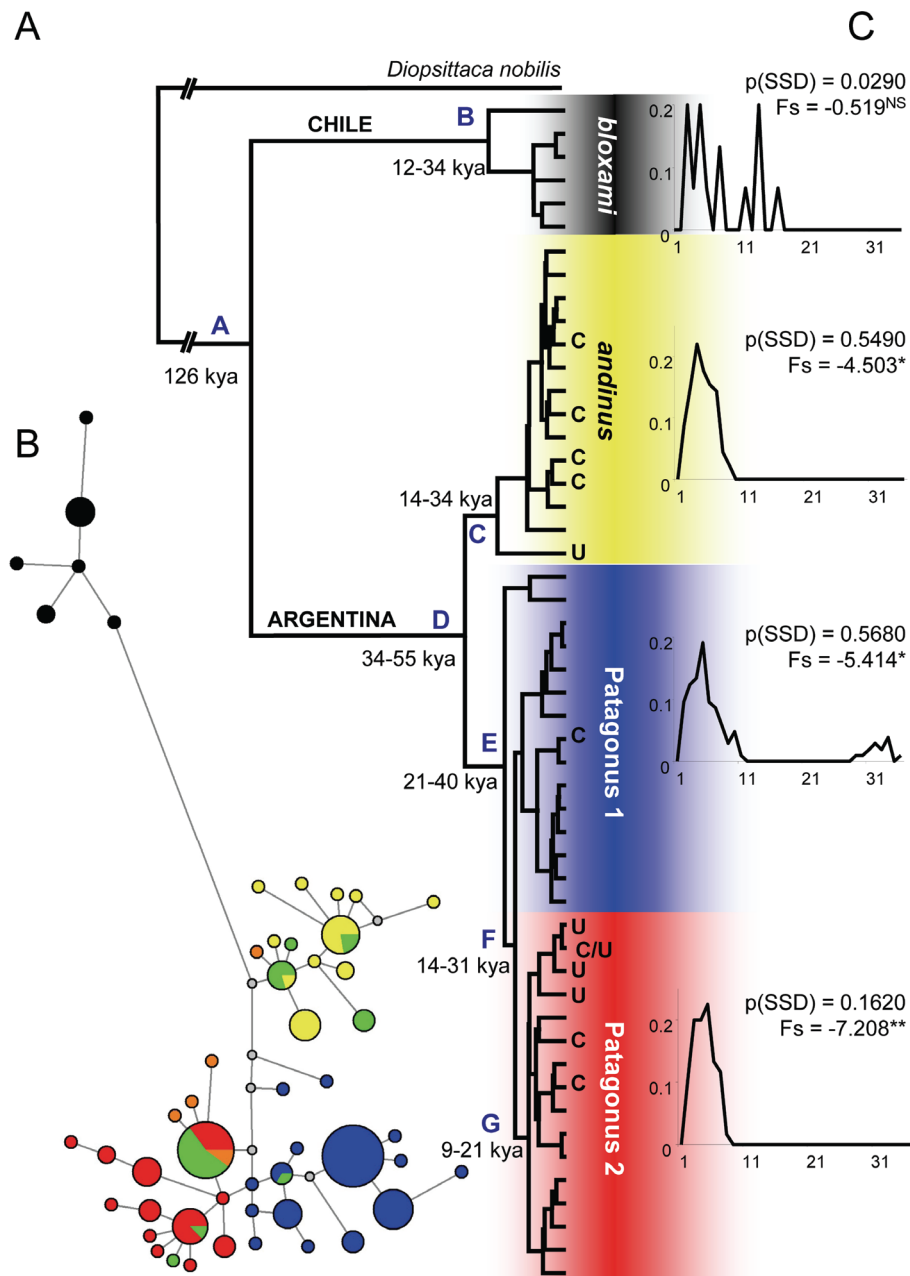 A
C
Diopsittaca nobilis
CHILE
B
12-34 kya
A
126 kya
B
14-34 kya
C
ARGENTINA
D
34-55 kya
E
21-40 kya
F
14-31 kya
G
9-21 kya
bloxami
andinus
Patagonus 1
Patagonus 2
C
C
C
C
U
C
U
C/U
U
U
C
C
p(SSD) = 0.0290
Fs = -0.519NS
0.2
0.1
0
1 11 21 31
p(SSD) = 0.5490
Fs = -4.503*
0.2
0.1
0
1 11 21 31
p(SSD) = 0.5680
Fs = -5.414*
0.2
0.1
0
1 11 21 31
p(SSD) = 0.1620
Fs = -7.208**
0.2
0.1
0
1 11 21 31